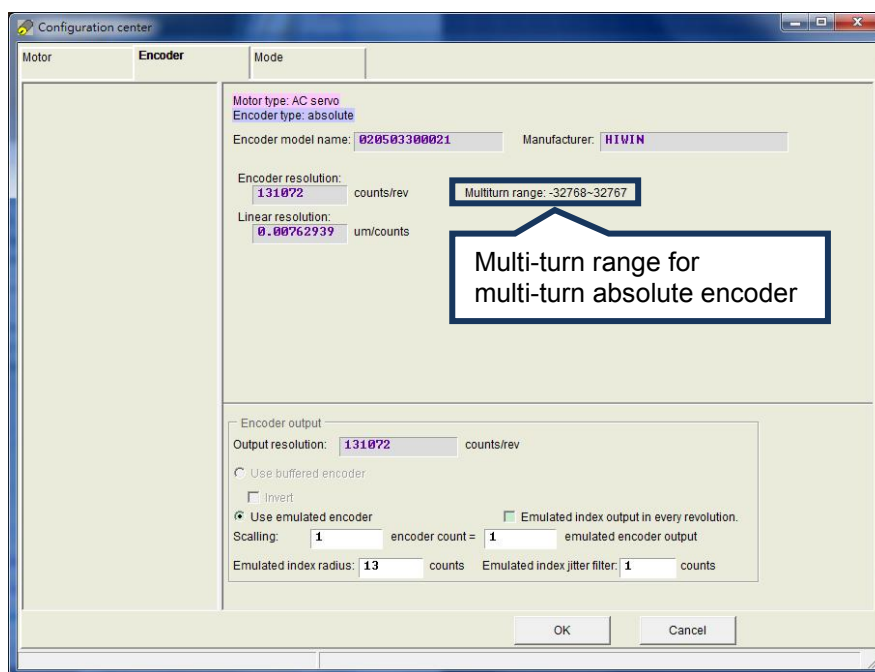 Configuration center
Motor Encoder Mode
Motor type: AC servo
Encoder type: absolute
Encoder model name: 020503300021 Manufacturer: HIWIN
Encoder resolution:
131072 counts/rev Multiturn range: -32768~32767
Linear resolution:
0.00762939 um/counts
Multi-turn range for
multi-turn absolute encoder
Encoder output
Output resolution: 131072 counts/rev
Use buffered encoder
Invert
Use emulated encoder Emulated index output in every revolution.
Scalling: 1 encoder count = 1 emulated encoder output
Emulated index radius: 13 counts Emulated index jitter filter: 1 counts
OK Cancel